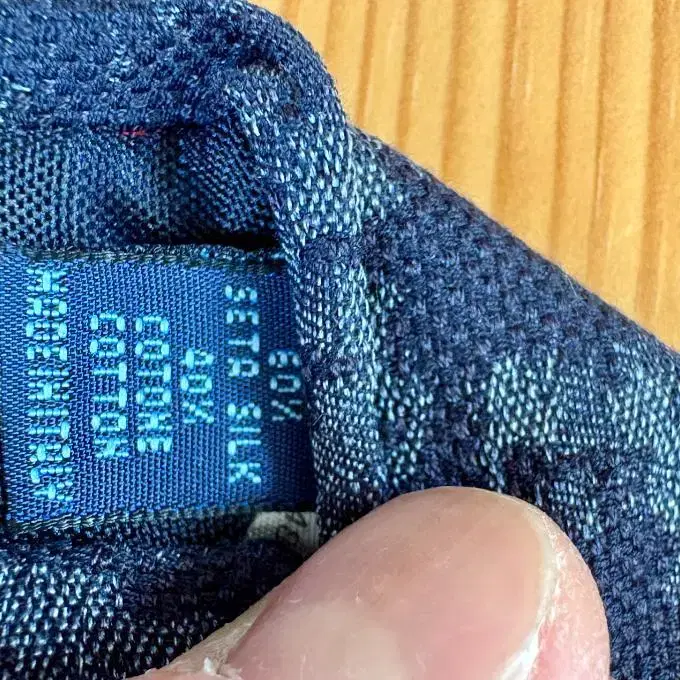 60%
SETA SILK
40%
COTONE
COTTON
MADE IN ITALY